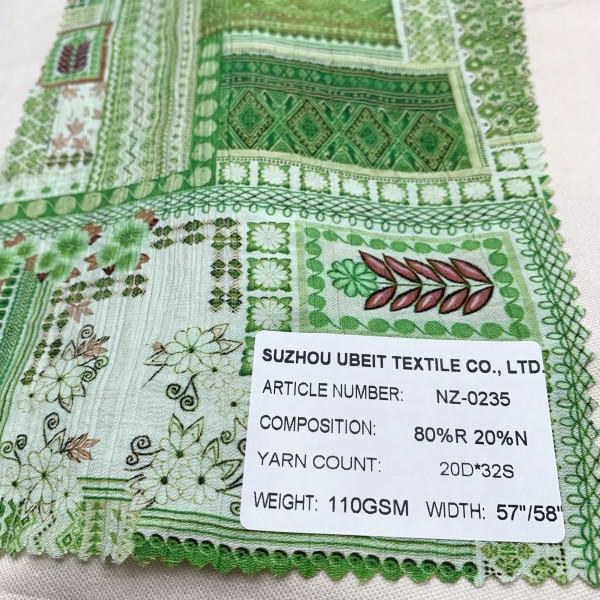 SUZHOU UBEIT TEXTILE CO., LTD.
ARTICLE NUMBER: NZ-0235
COMPOSITION: 80%R 20%N
YARN COUNT: 20D*32S
WEIGHT: 110GSM WIDTH: 57"/58"